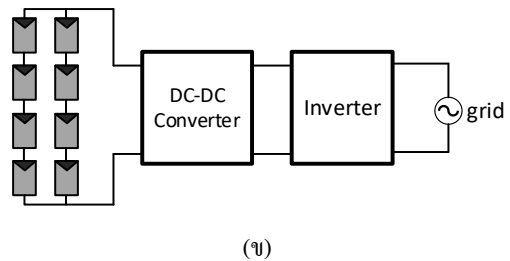 DC-DC
Converter
Inverter
grid
(ข)